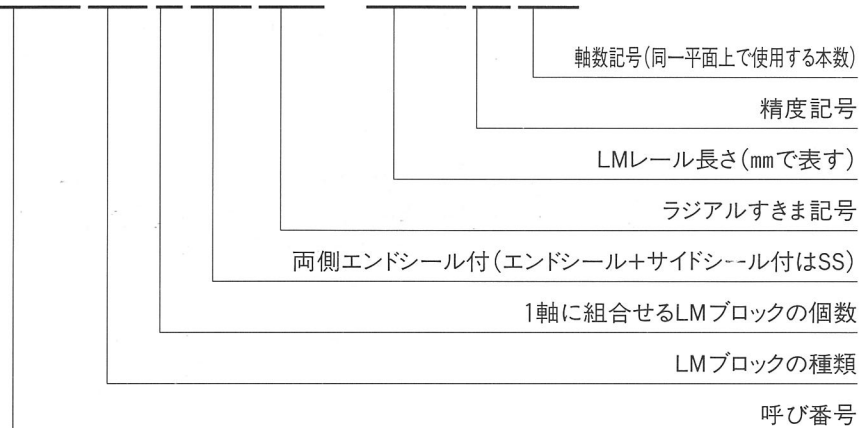 軸数記号(同一平面上で使用する本数)
精度記号
LMレール長さ(㎜で表す)
ラジアルすきま記号
両側エンドシール付(エンドシール+サイドシール付はSS)
1軸に組合せるLMブロックの個数
LMブロックの種類
呼び番号